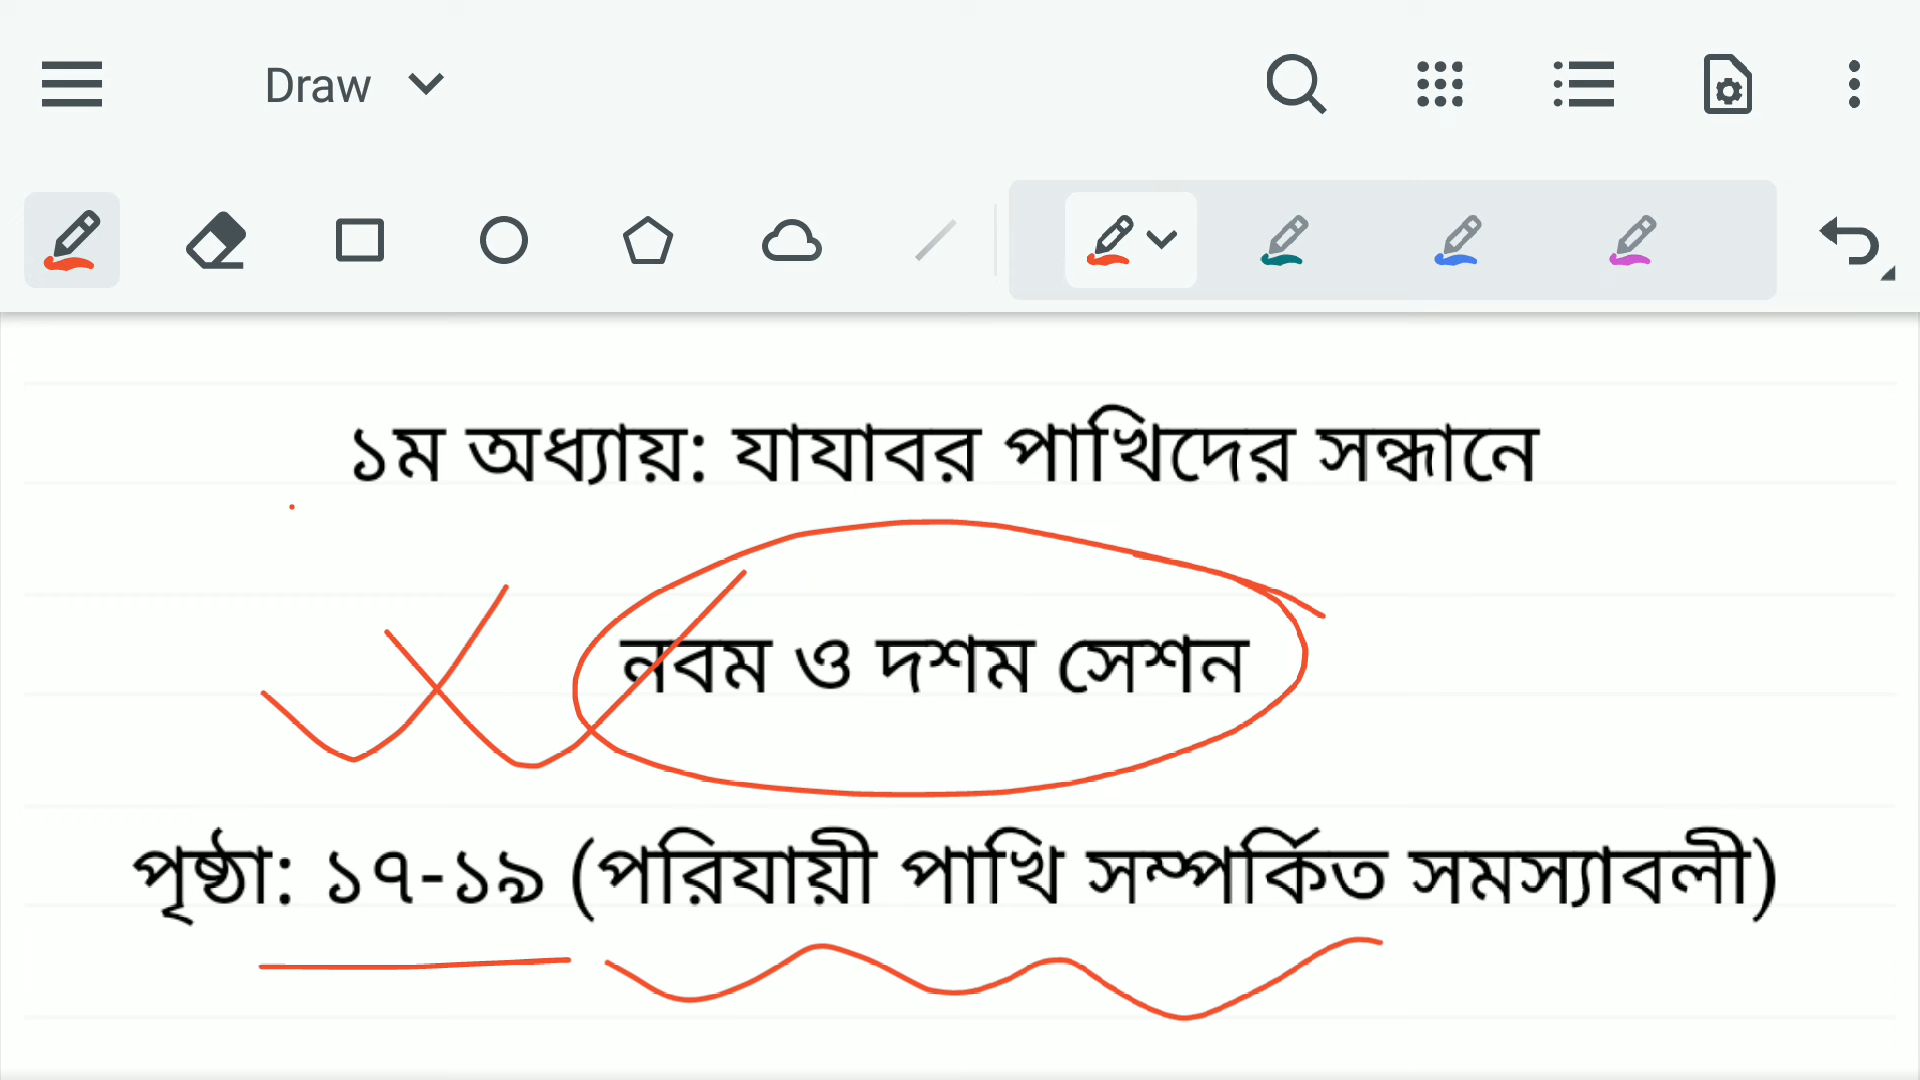 Draw
১ম অধ্যায়: যাযাবর পাখিদের সন্ধানে
নবম ও দশম সেশন
পৃষ্ঠা: ১৭-১৯ (পরিযায়ী পাখি সম্পর্কিত সমস্যাবলী)